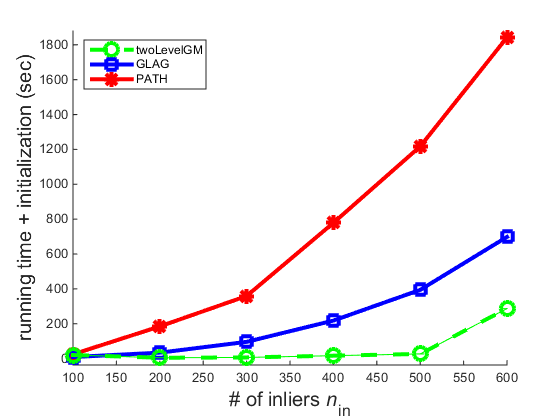 running time + initialization (sec)
1800
1600
1400
1200
1000
800
600
400
200
0
twoLevelGM
GLAG
PATH
100 150 200 250 300 350 400 450 500 550 600
# of inliers n_in